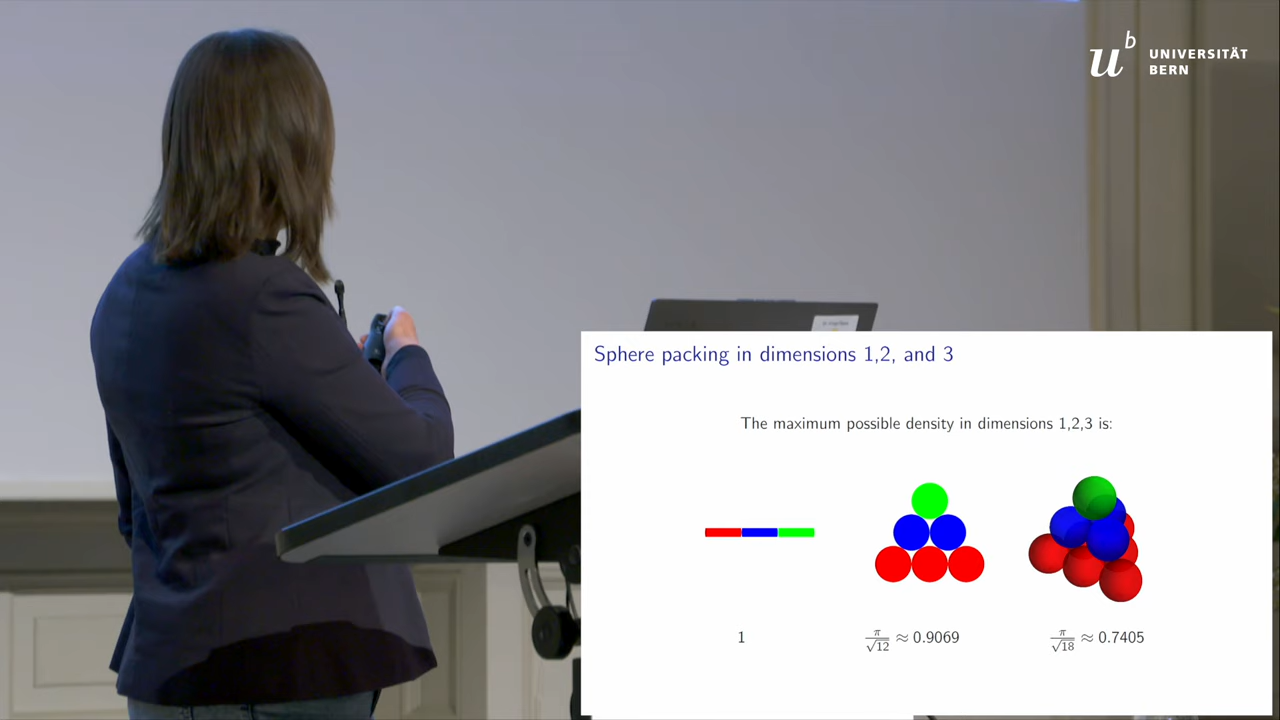 u^b UNIVERSITÄT
BERN
Sphere packing in dimensions 1,2, and 3
The maximum possible density in dimensions 1,2,3 is:
1
π/√12 ≈ 0.9069
π/√18 ≈ 0.7405